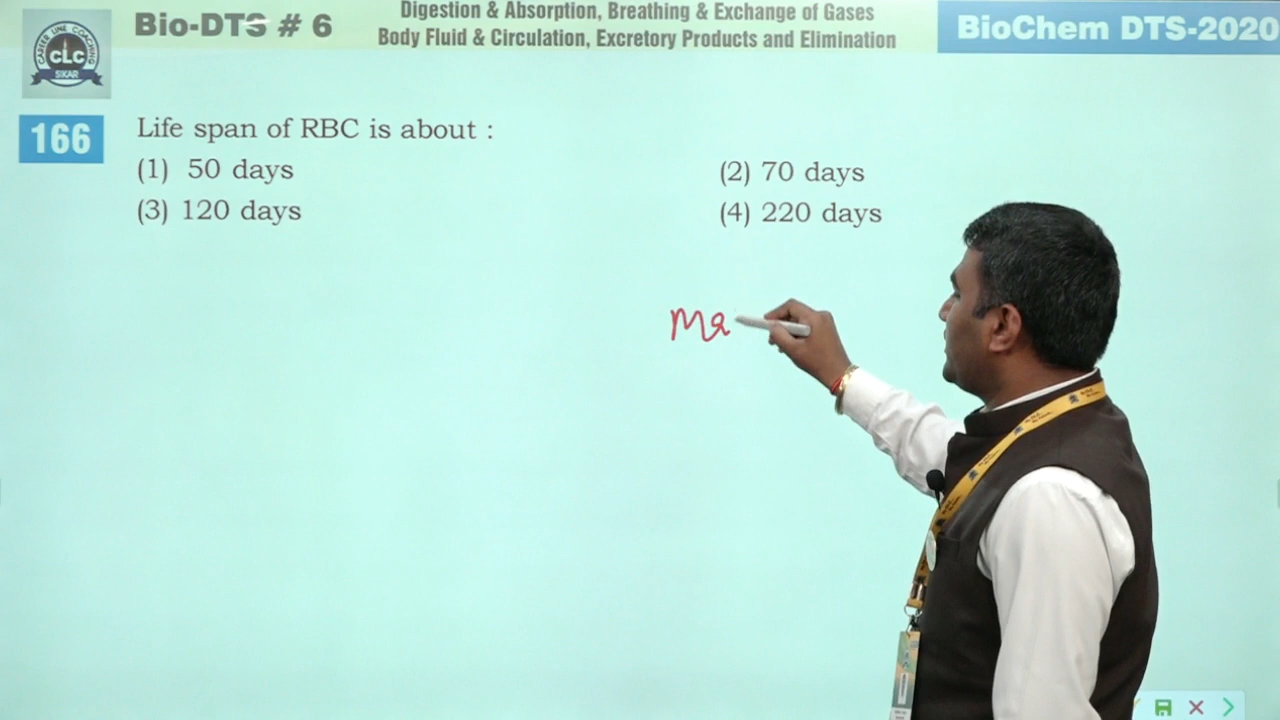 CAREER LINE COACHING
CLC
SIKAR
Bio-DTS # 6
Digestion & Absorption, Breathing & Exchange of Gases
Body Fluid & Circulation, Excretory Products and Elimination
BioChem DTS-2020
166
Life span of RBC is about :
(1) 50 days
(2) 70 days
(3) 120 days
(4) 220 days